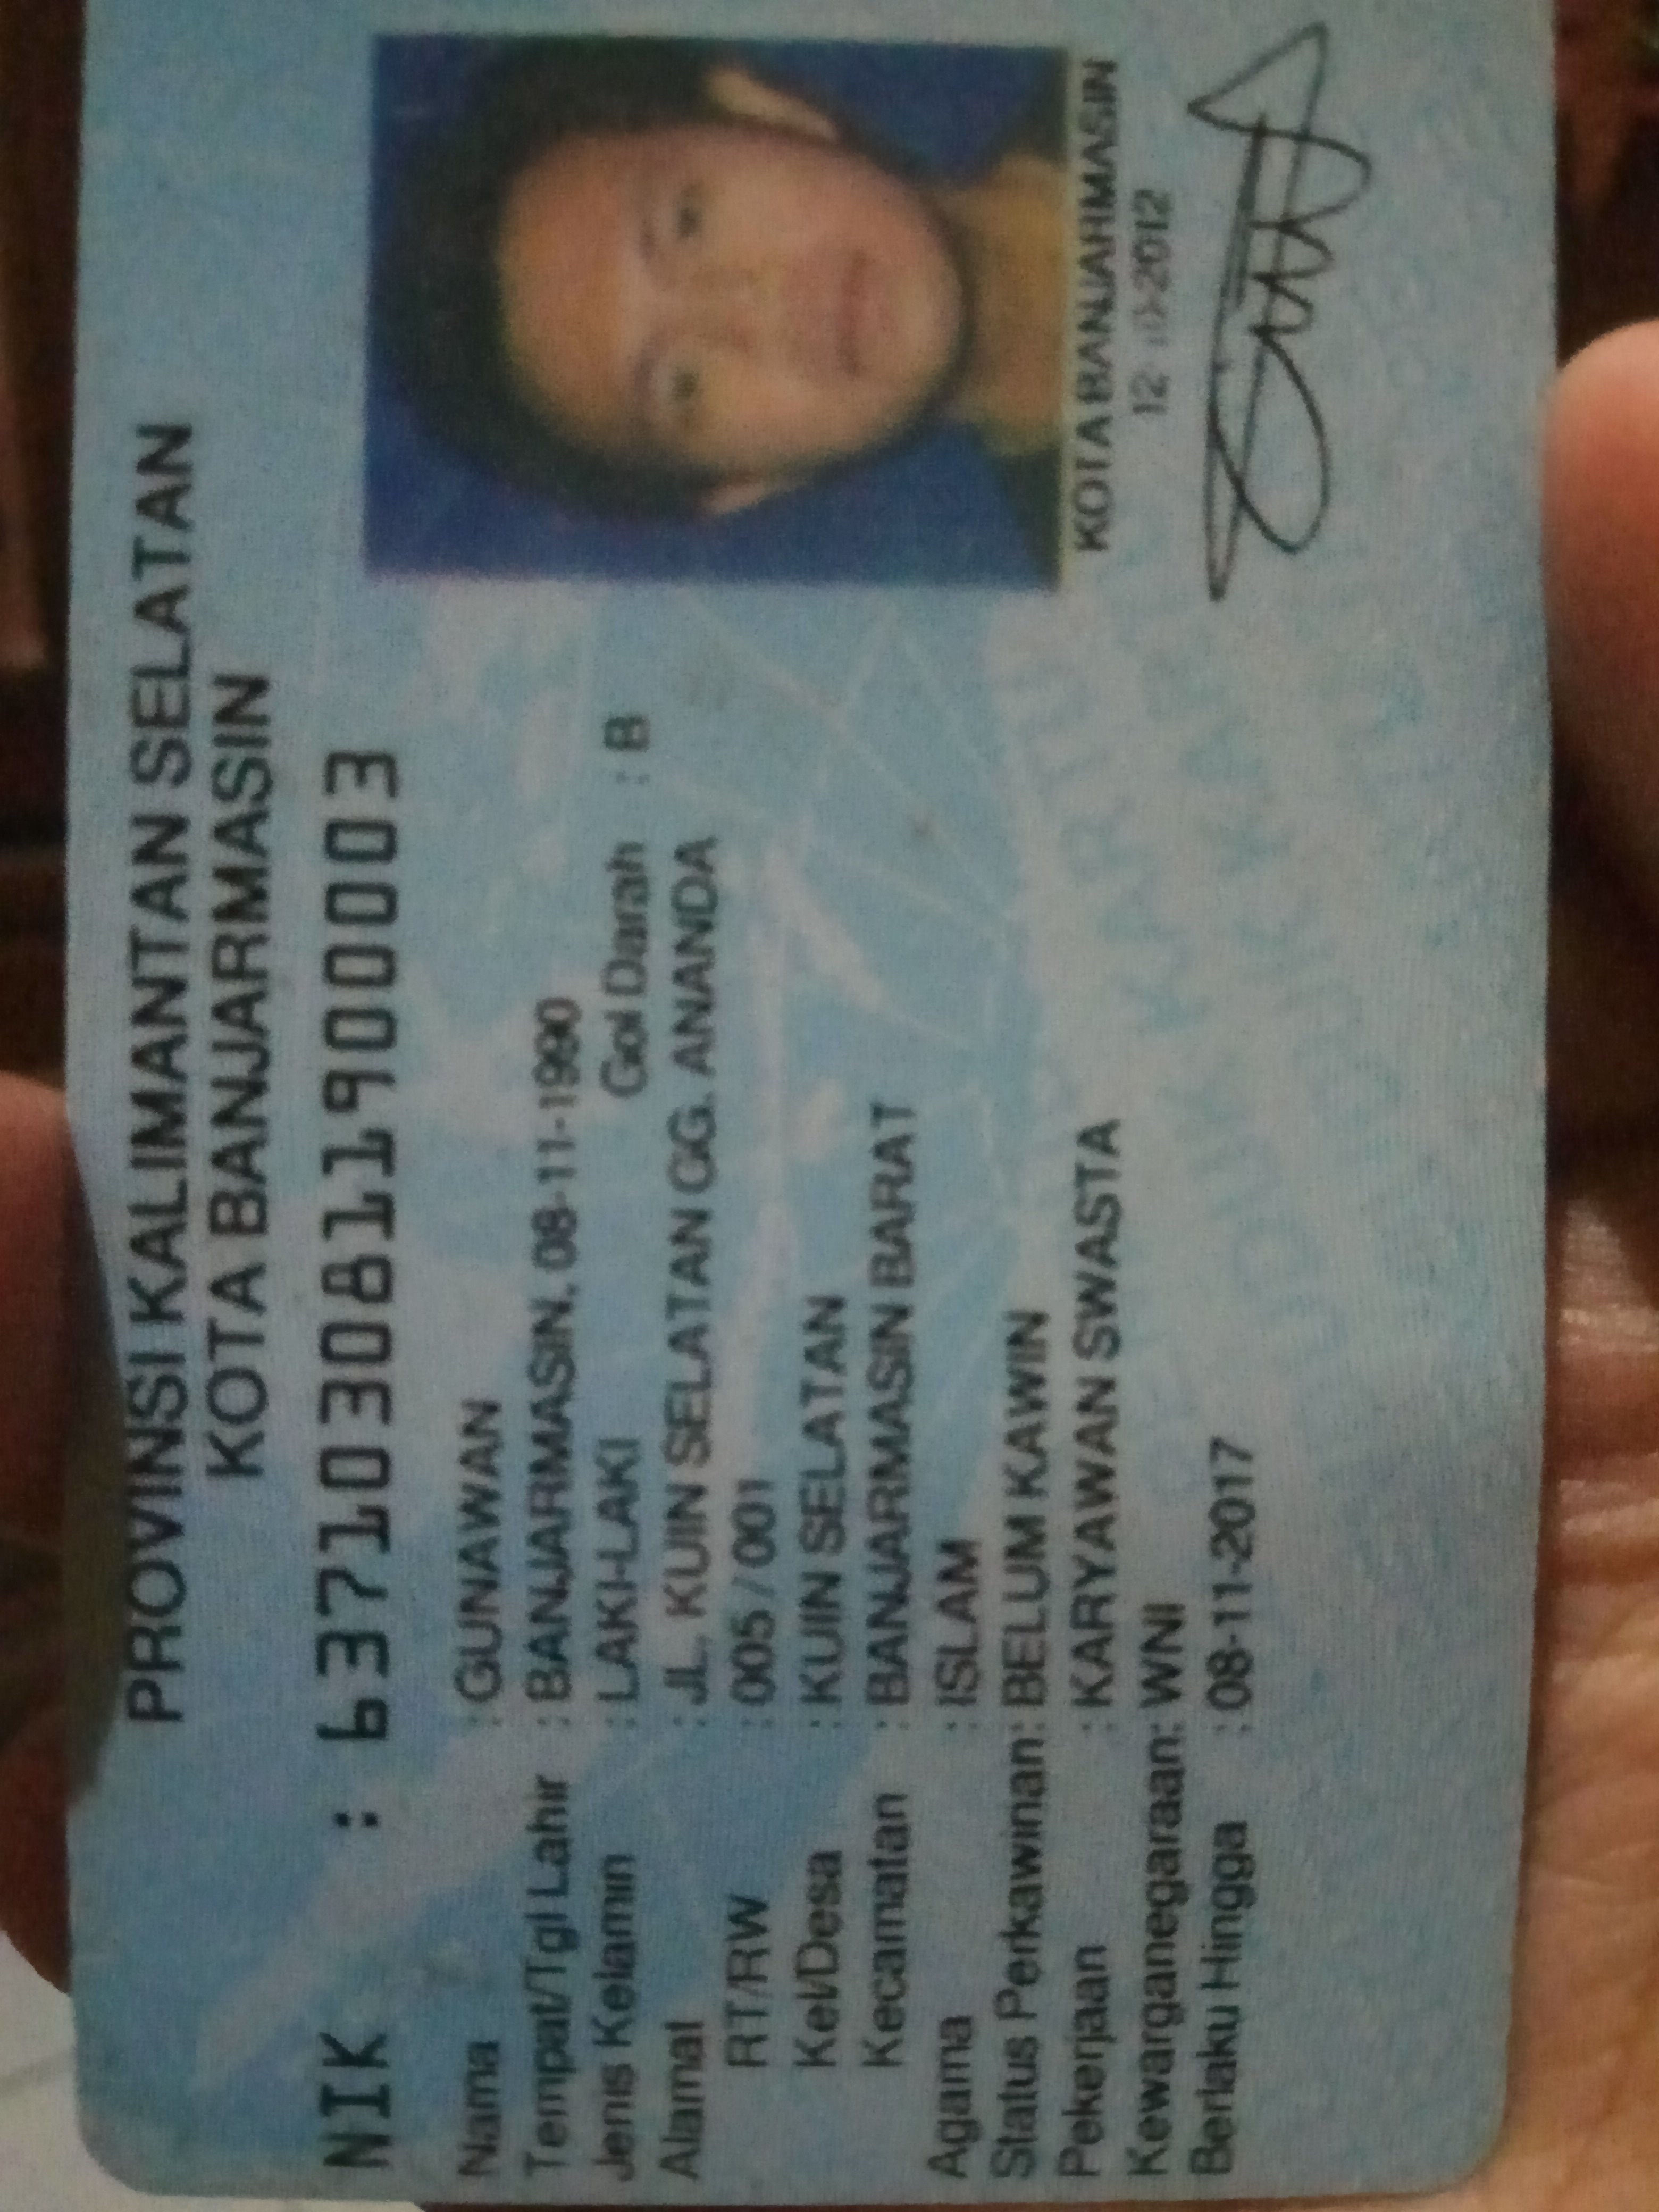 PROVINSI KALIMANTAN SELATAN
KOTA BANJARMASIN
NIK : 6371030811900003
Nama : GUNAWAN
Tempat/Tgl Lahir : BANJARMASIN, 08-11-1990
Jenis Kelamin : LAKI-LAKI Gol Darah : B
Alamat : JL. KUIN SELATAN GG. ANANDA
RT/RW : 005 / 001
Kel/Desa : KUIN SELATAN
Kecamatan : BANJARMASIN BARAT
Agama : ISLAM
Status Perkawinan: BELUM KAWIN
Pekerjaan : KARYAWAN SWASTA
Kewarganegaraan: WNI
Berlaku Hingga : 08-11-2017
KOTA BANJARMASIN